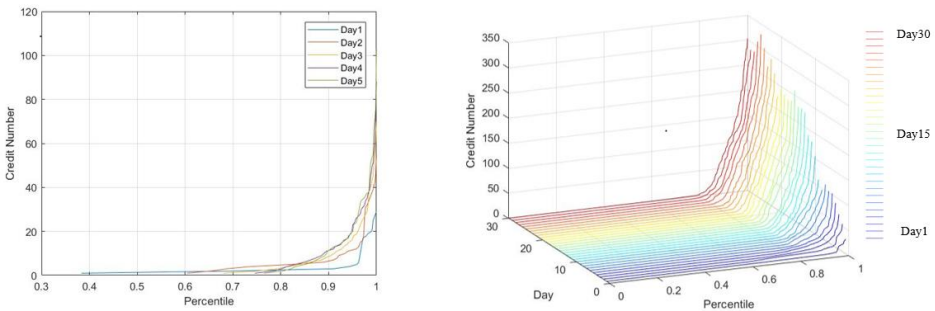 120
100
80
60
40
20
0
0.3 0.4 0.5 0.6 0.7 0.8 0.9 1
Credit Number
Percentile
Day1
Day2
Day3
Day4
Day5
350
300
250
200
150
100
50
0
Credit Number
30
20
10
0
Day
0 0.2 0.4 0.6 0.8 1
Percentile
Day30
Day15
Day1